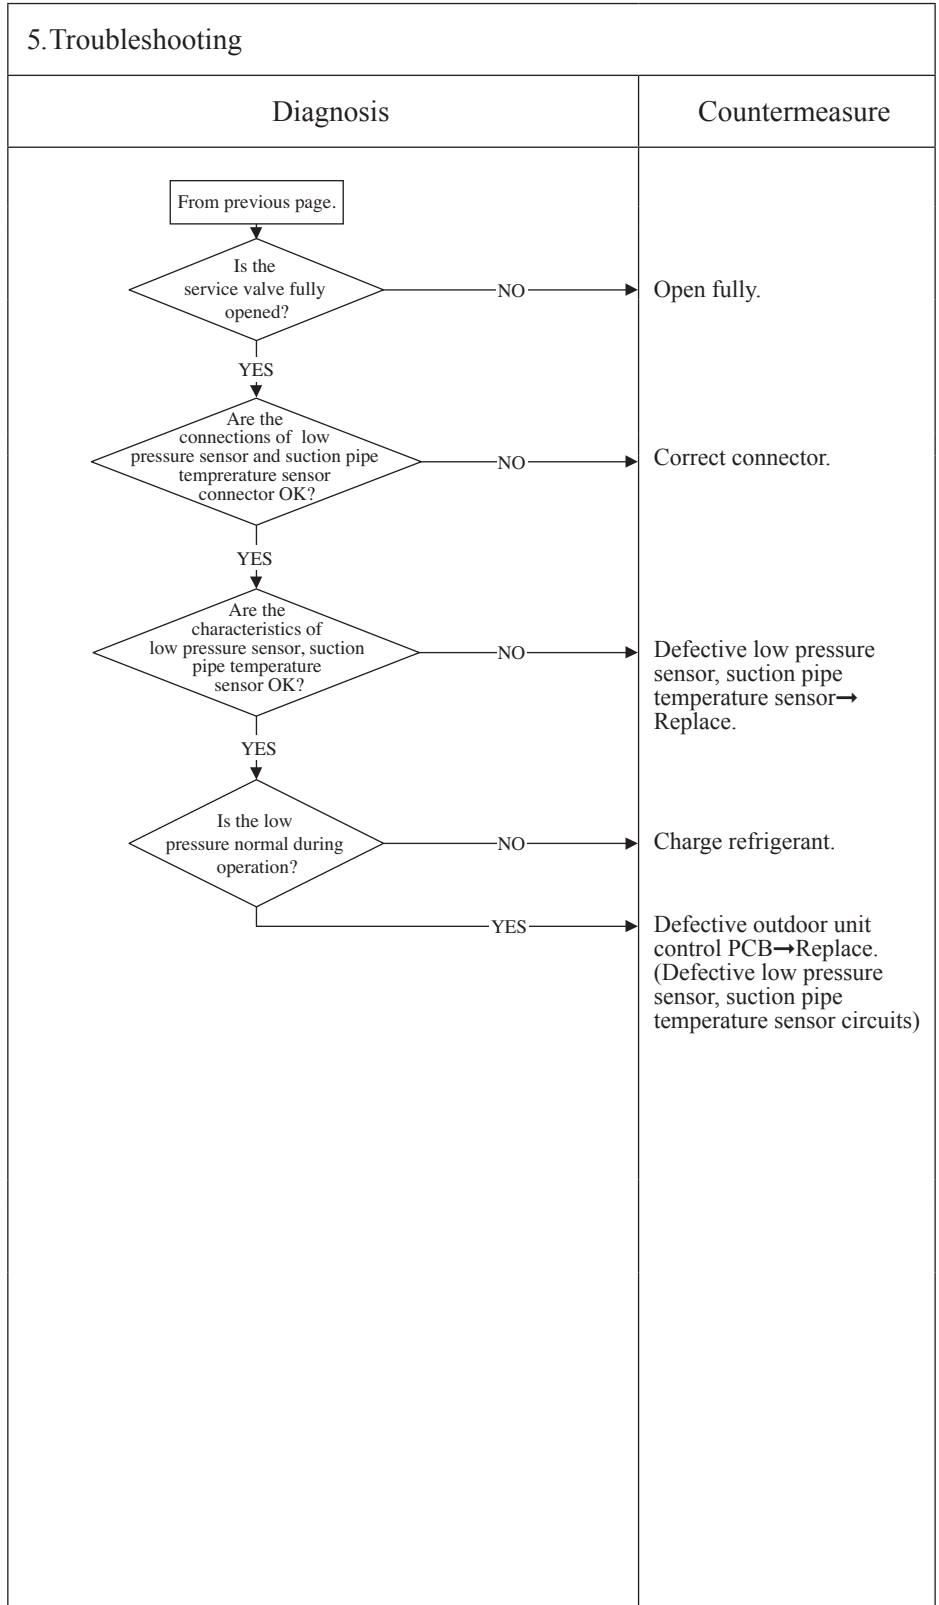 5.Troubleshooting
Diagnosis
Countermeasure
From previous page.
Is the
service valve fully
opened?
NO
Open fully.
YES
Are the
connections of low
pressure sensor and suction pipe
temprerature sensor
connector OK?
NO
Correct connector.
YES
Are the
characteristics of
low pressure sensor, suction
pipe temperature
sensor OK?
NO
Defective low pressure
sensor, suction pipe
temperature sensor→
Replace.
YES
Is the low
pressure normal during
operation?
NO
Charge refrigerant.
YES
Defective outdoor unit
control PCB→Replace.
(Defective low pressure
sensor, suction pipe
temperature sensor circuits)